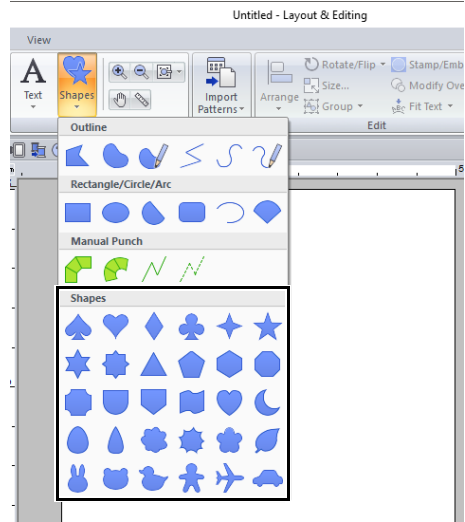 Untitled - Layout & Editing
View
Text
Shapes
Import
Patterns
Arrange
Rotate/Flip
Size...
Group
Stamp/Emb
Modify Ove
Fit Text
Edit
Outline
Rectangle/Circle/Arc
Manual Punch
Shapes